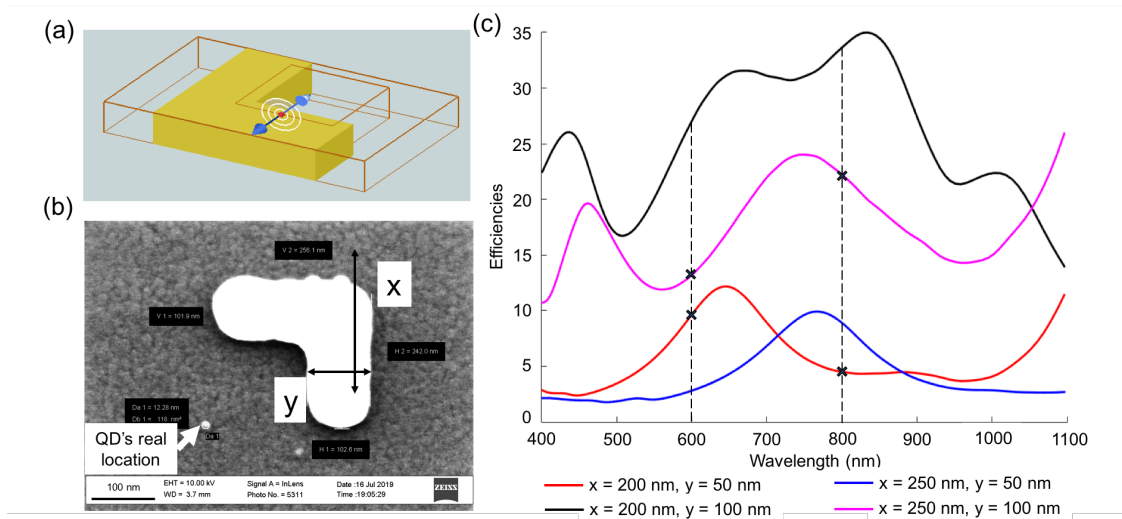 (a)
(b)
V 2 = 256.1 nm
x
V 1 = 101.9 nm
H 2 = 242.0 nm
y
Da 1 = 12.28 nm
Db 1 = 118 nm²
Da 1
QD's real
location
H 1 = 102.6 nm
100 nm
EHT = 10.00 kV
WD = 3.7 mm
Signal A = InLens
Photo No. = 5311
Date :16 Jul 2019
Time :19:05:29
ZEISS
(c)
35
30
25
20
15
10
5
0
Efficiencies
400 500 600 700 800 900 1000 1100
Wavelength (nm)
x = 200 nm, y = 50 nm
x = 250 nm, y = 50 nm
x = 200 nm, y = 100 nm
x = 250 nm, y = 100 nm